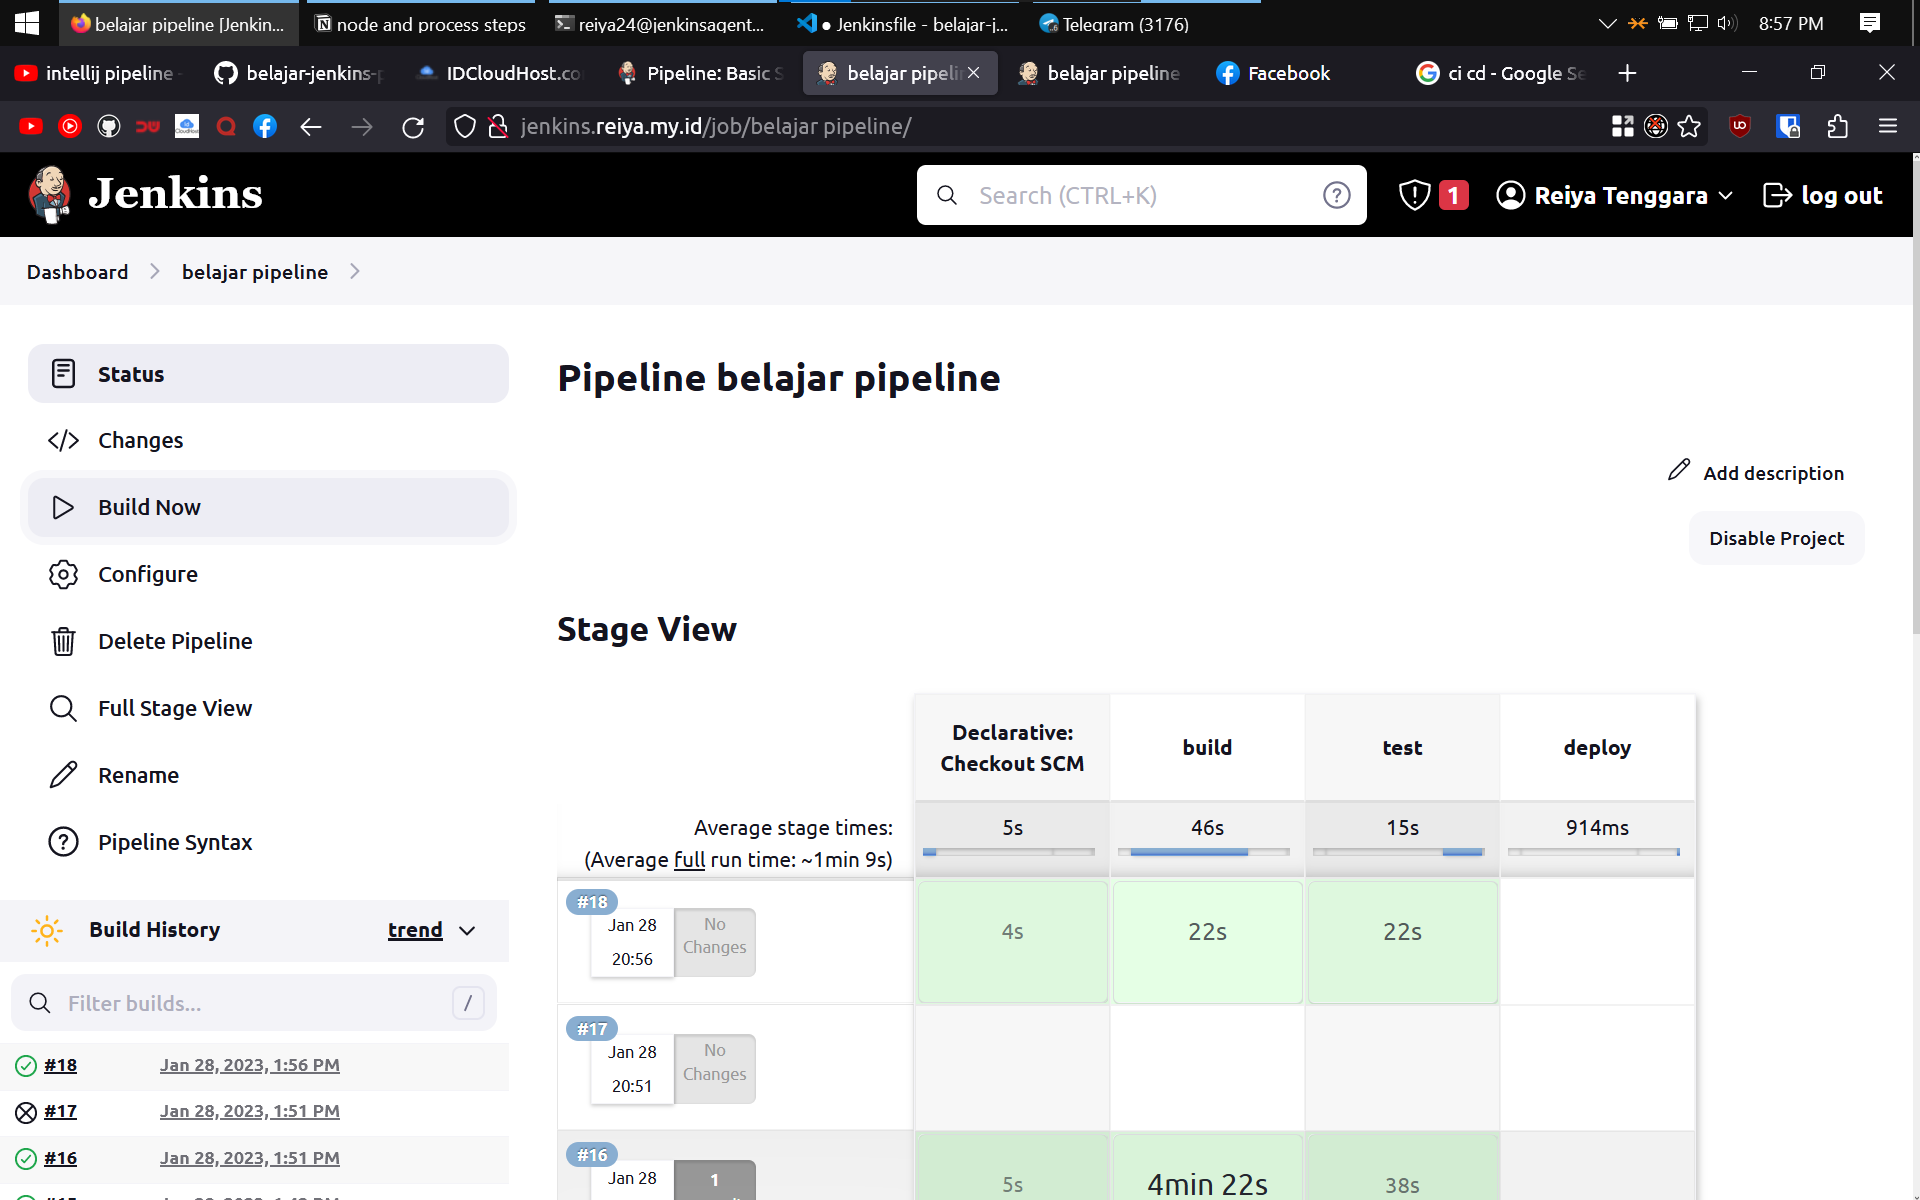 belajar pipeline [Jenkin...
node and process steps
reiya24@jenkinsagent...
● Jenkinsfile - belajar-j...
Telegram (3176)
8:57 PM
intellij pipeline
belajar-jenkins-p
IDCloudHost.co
Pipeline: Basic S
belajar pipelin
belajar pipeline
Facebook
ci cd - Google Se
jenkins.reiya.my.id/job/belajar pipeline/
Jenkins
Search (CTRL+K)
1
Reiya Tenggara
log out
Dashboard
belajar pipeline
Status
Changes
Build Now
Configure
Delete Pipeline
Full Stage View
Rename
Pipeline Syntax
Build History
trend
Filter builds...
/
#18
Jan 28, 2023, 1:56 PM
#17
Jan 28, 2023, 1:51 PM
#16
Jan 28, 2023, 1:51 PM
Pipeline belajar pipeline
Add description
Disable Project
Stage View
Declarative:
Checkout SCM
build
test
deploy
Average stage times:
(Average full run time: ~1min 9s)
5s
46s
15s
914ms
#18
Jan 28
20:56
No
Changes
4s
22s
22s
#17
Jan 28
20:51
No
Changes
#16
Jan 28
1
5s
4min 22s
38s